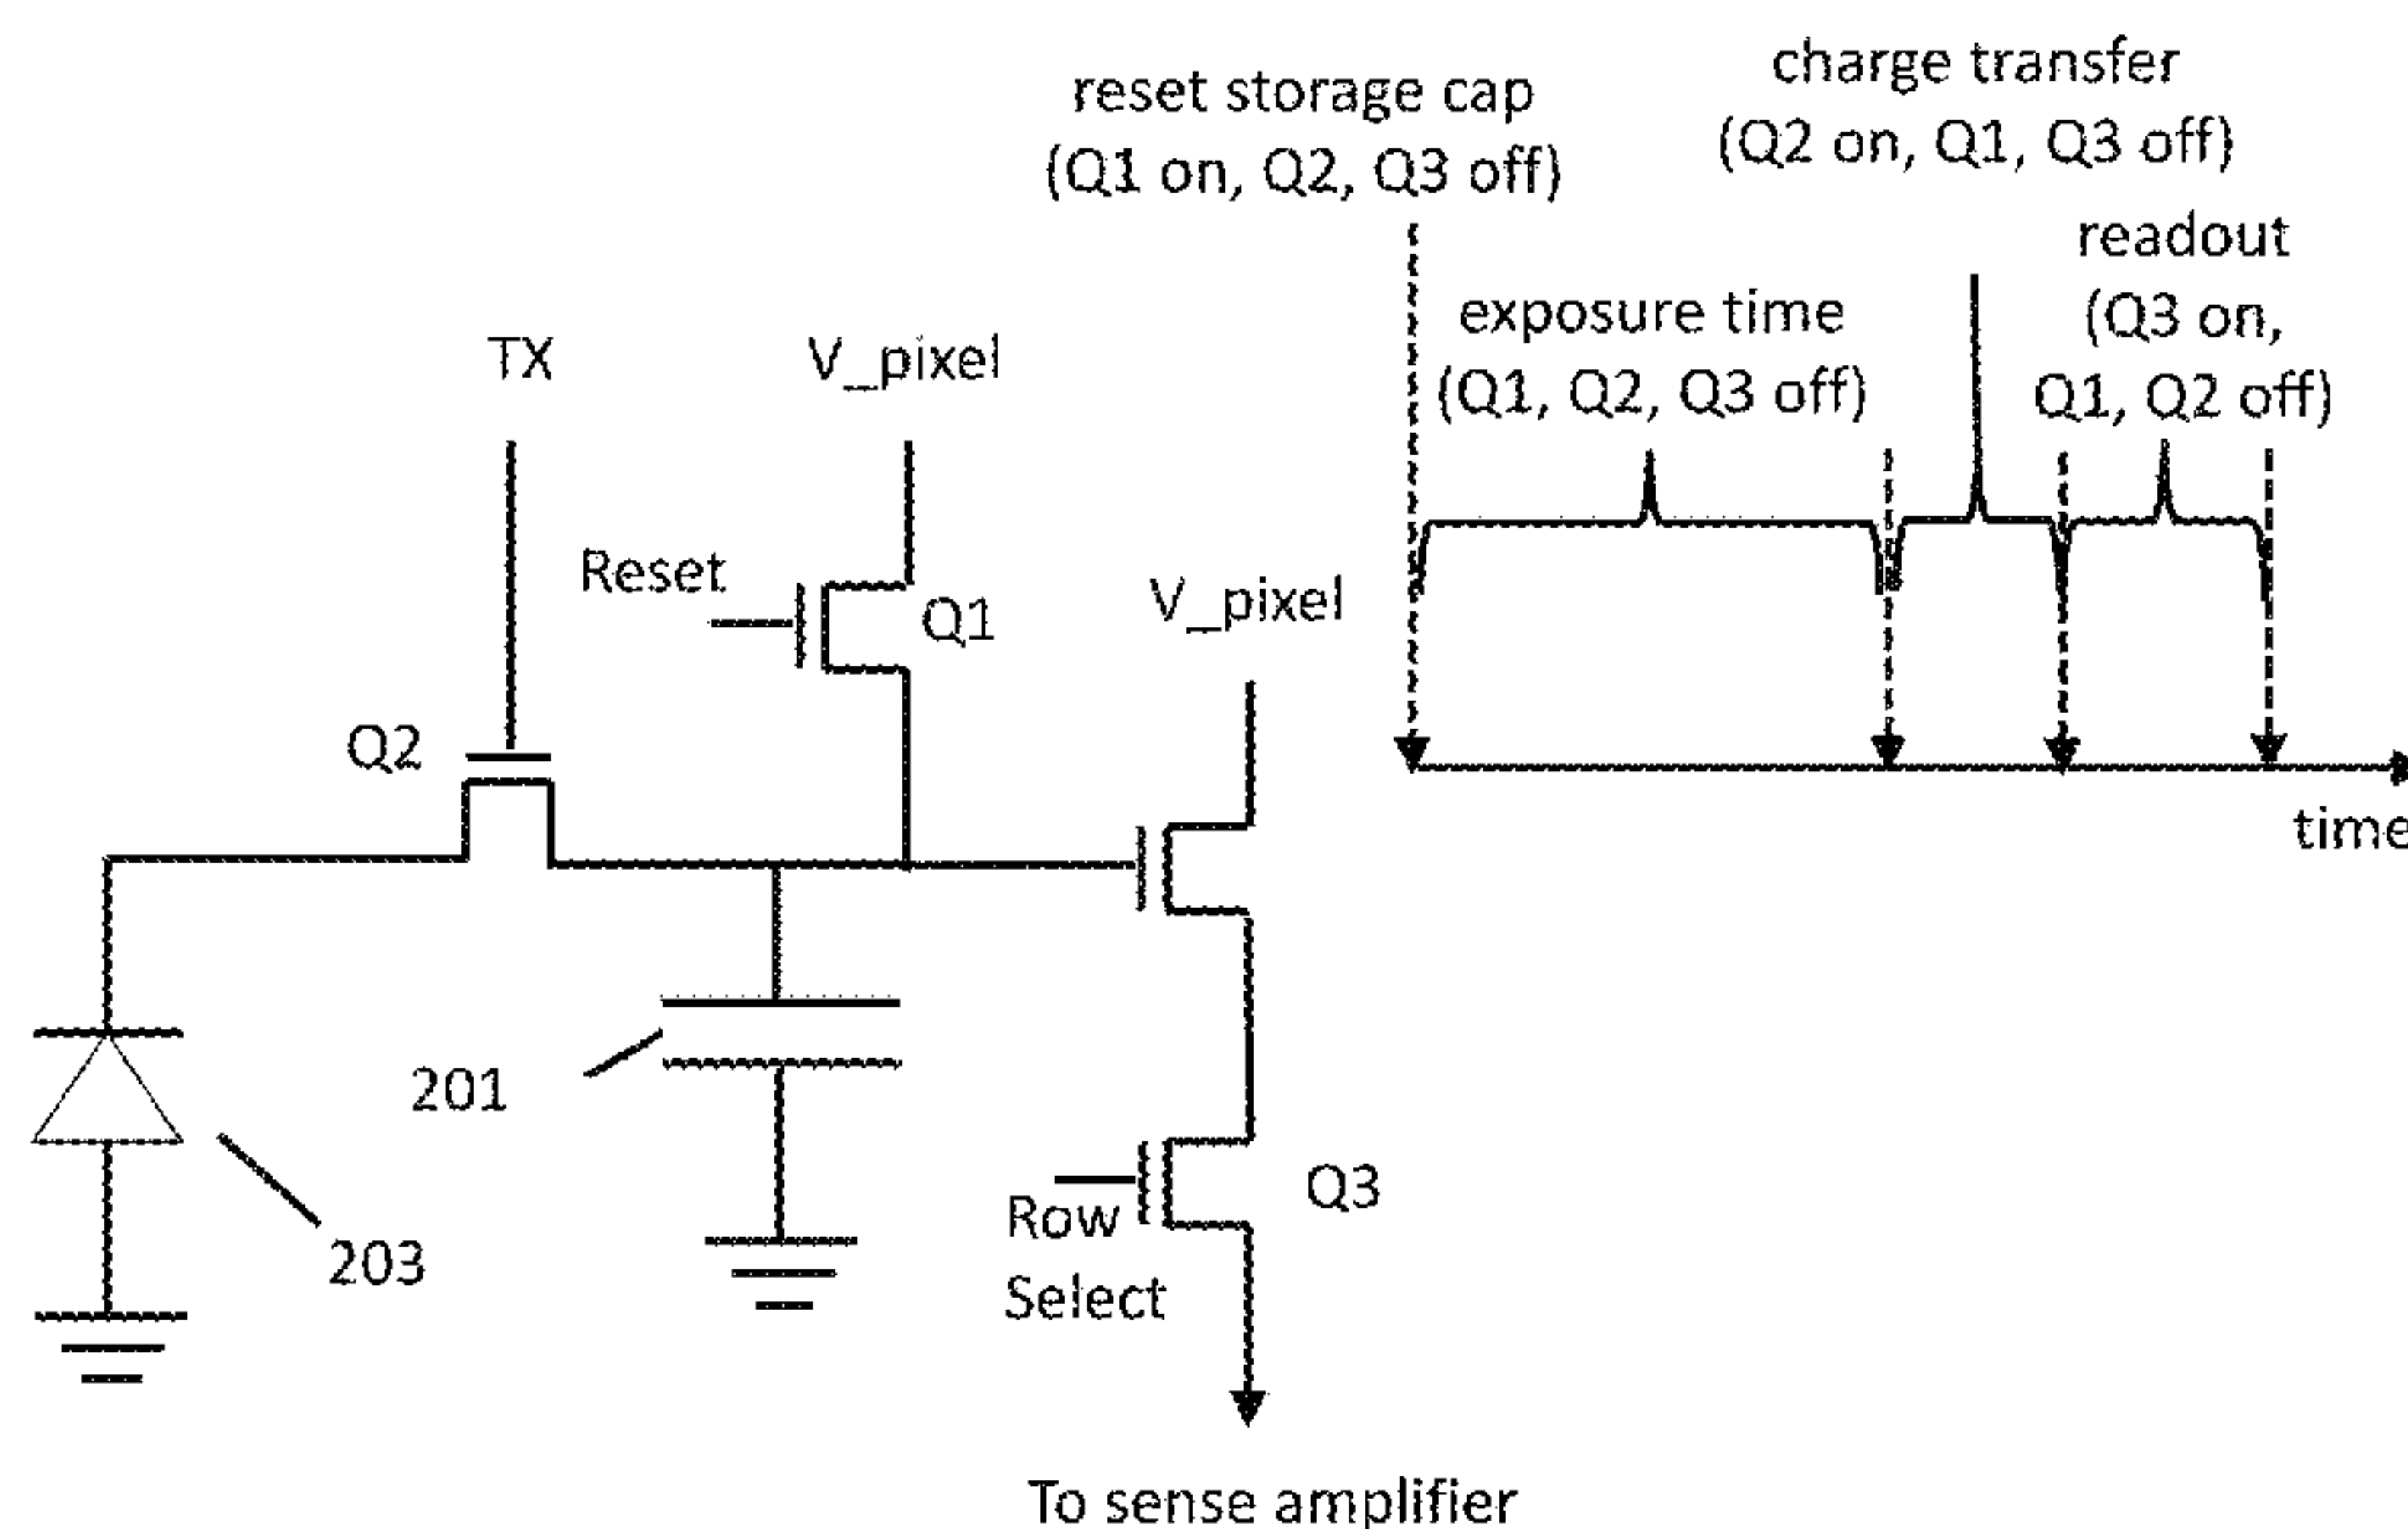 reset storage cap
(Q1 on, Q2, Q3 off)
charge transfer
(Q2 on, Q1, Q3 off)
exposure time
(Q1, Q2, Q3 off)
readout
(Q3 on,
Q1, Q2 off)
time
TX
V_pixel
Reset
Q1
V_pixel
Q2
201
203
Row
Select
Q3
To sense amplifier